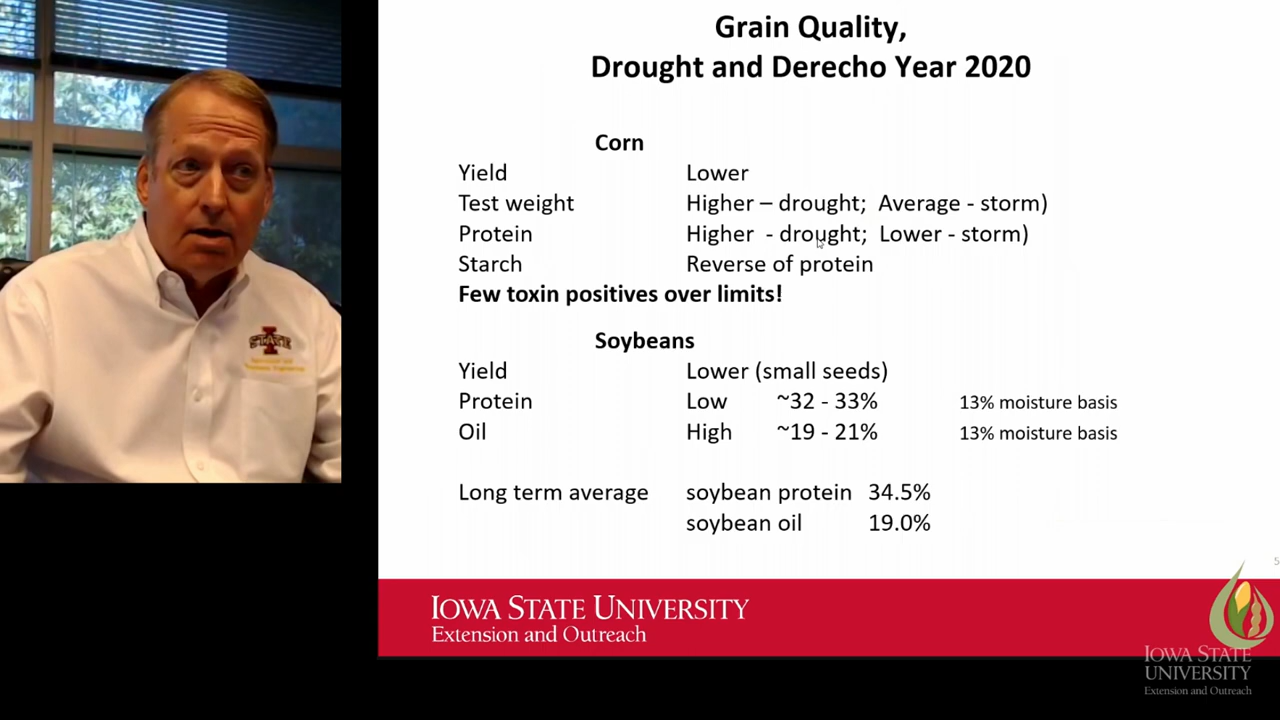 Grain Quality,
Drought and Derecho Year 2020
Corn
Yield Lower
Test weight Higher – drought; Average - storm)
Protein Higher - drought; Lower - storm)
Starch Reverse of protein
Few toxin positives over limits!
Soybeans
Yield Lower (small seeds)
Protein Low ~32 - 33% 13% moisture basis
Oil High ~19 - 21% 13% moisture basis
Long term average soybean protein 34.5%
soybean oil 19.0%
5
IOWA STATE UNIVERSITY
Extension and Outreach
IOWA STATE
UNIVERSITY
Extension and Outreach
STATE